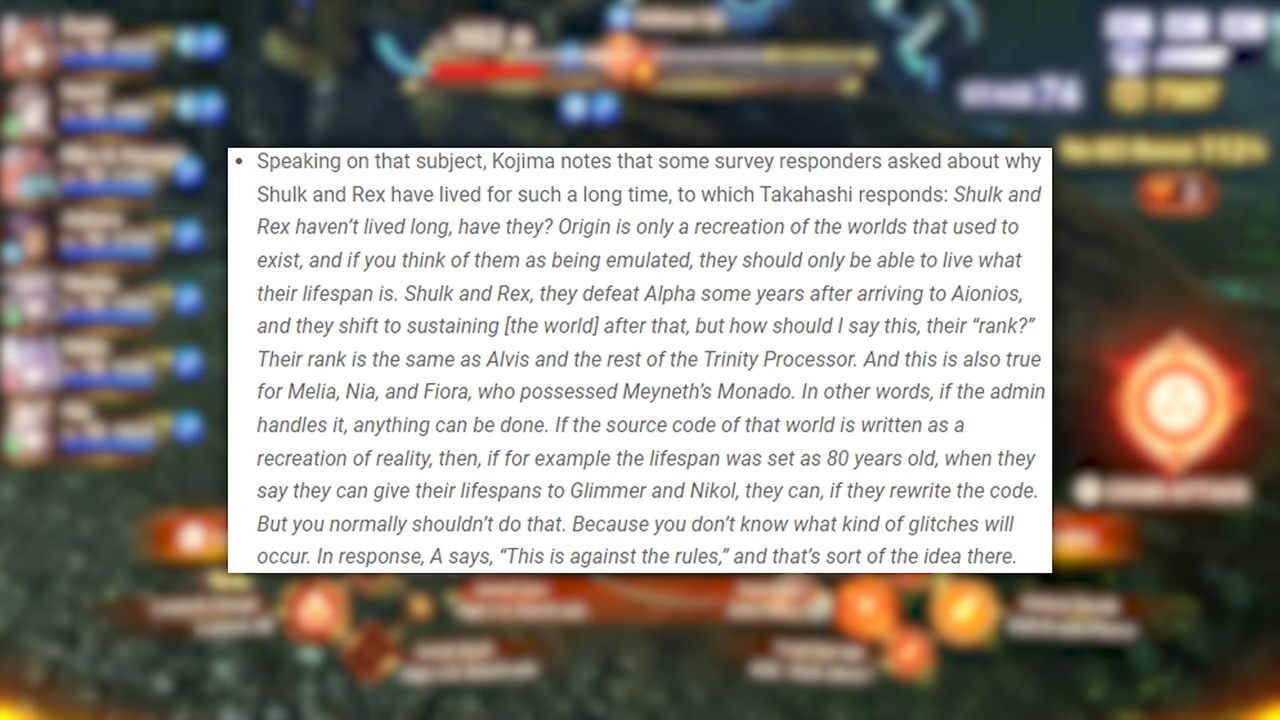 Speaking on that subject, Kojima notes that some survey responders asked about why
Shulk and Rex have lived for such a long time, to which Takahashi responds: Shulk and
Rex haven’t lived long, have they? Origin is only a recreation of the worlds that used to
exist, and if you think of them as being emulated, they should only be able to live what
their lifespan is. Shulk and Rex, they defeat Alpha some years after arriving to Aionios,
and they shift to sustaining [the world] after that, but how should I say this, their “rank?”
Their rank is the same as Alvis and the rest of the Trinity Processor. And this is also true
for Melia, Nia, and Fiora, who possessed Meyneth’s Monado. In other words, if the admin
handles it, anything can be done. If the source code of that world is written as a
recreation of reality, then, if for example the lifespan was set as 80 years old, when they
say they can give their lifespans to Glimmer and Nikol, they can, if they rewrite the code.
But you normally shouldn’t do that. Because you don’t know what kind of glitches will
occur. In response, A says, “This is against the rules,” and that’s sort of the idea there.